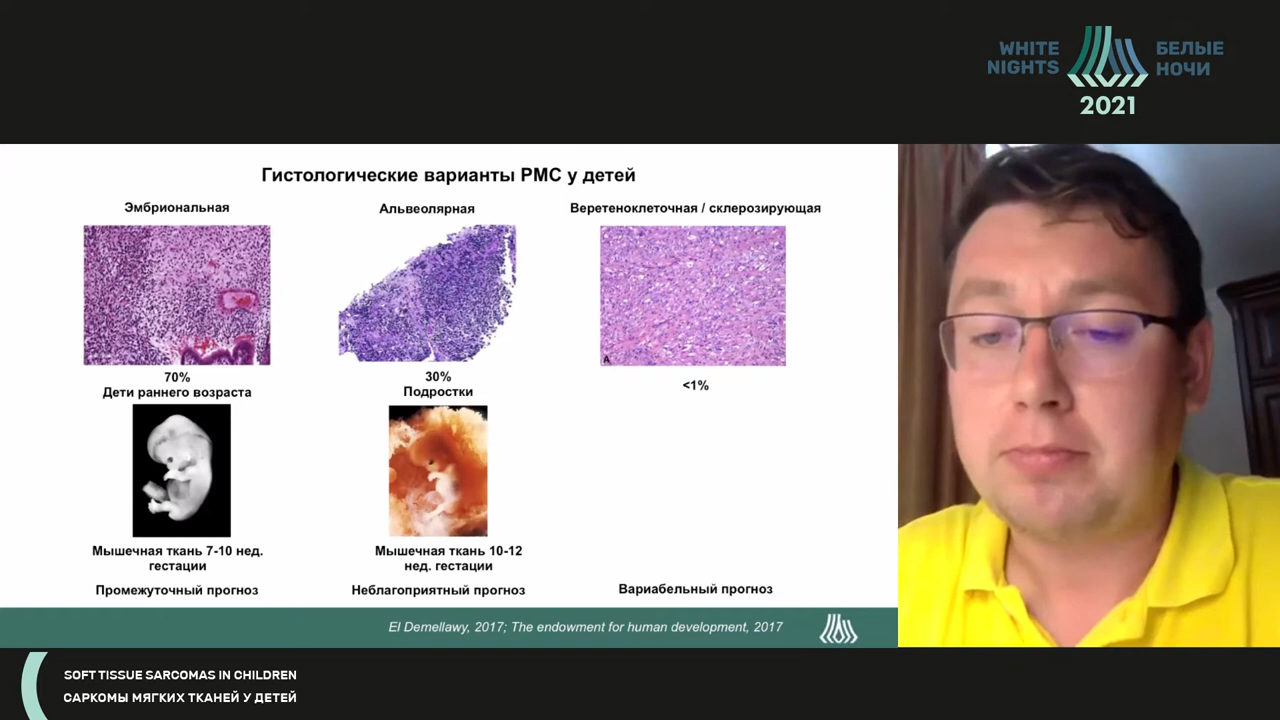 WHITE NIGHTS
БЕЛЫЕ НОЧИ
2021
Гистологические варианты РМС у детей
Эмбриональная
Альвеолярная
Веретеноклеточная / склерозирующая
A
70%
Дети раннего возраста
30%
Подростки
<1%
Мышечная ткань 7-10 нед.
гестации
Мышечная ткань 10-12
нед. гестации
Промежуточный прогноз
Неблагоприятный прогноз
Вариабельный прогноз
El Demellawy, 2017; The endowment for human development, 2017
SOFT TISSUE SARCOMAS IN CHILDREN
САРКОМЫ МЯГКИХ ТКАНЕЙ У ДЕТЕЙ